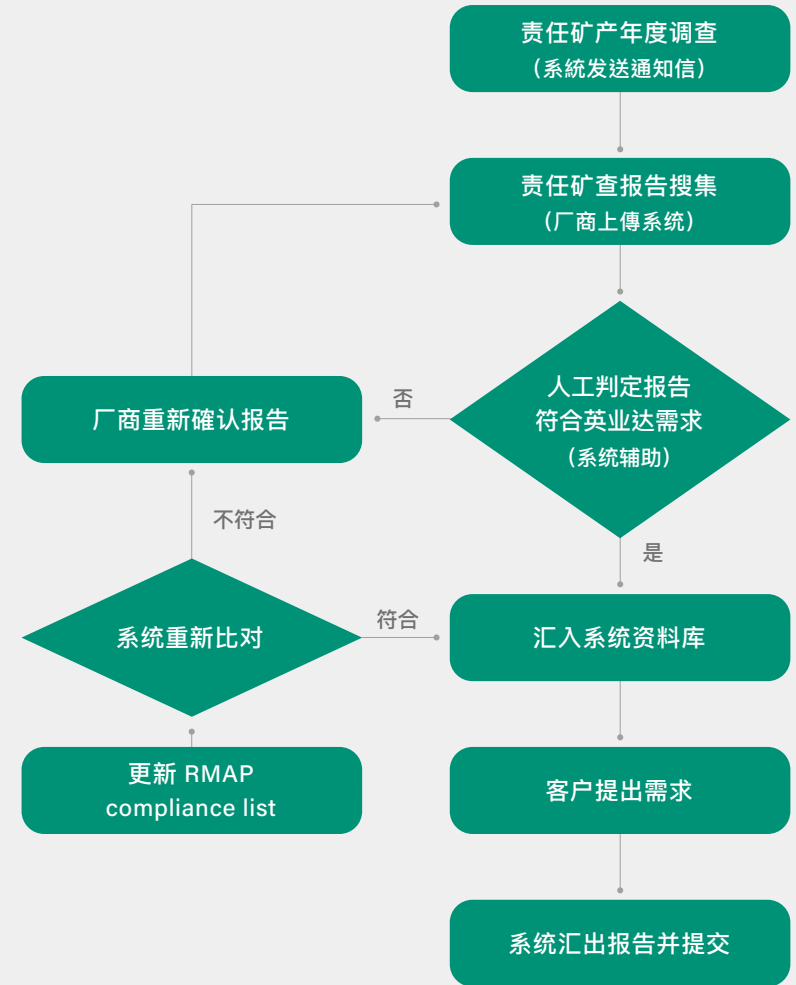 责任矿产年度调查
（系統发送通知信）
责任矿查报告搜集
（厂商上傳系统）
人工判定报告
符合英业达需求
（系统辅助）
否
厂商重新確认报告
不符合
是
系统重新比对
符合
汇入系统资料库
更新 RMAP
compliance list
客户提出需求
系统汇出报告并提交